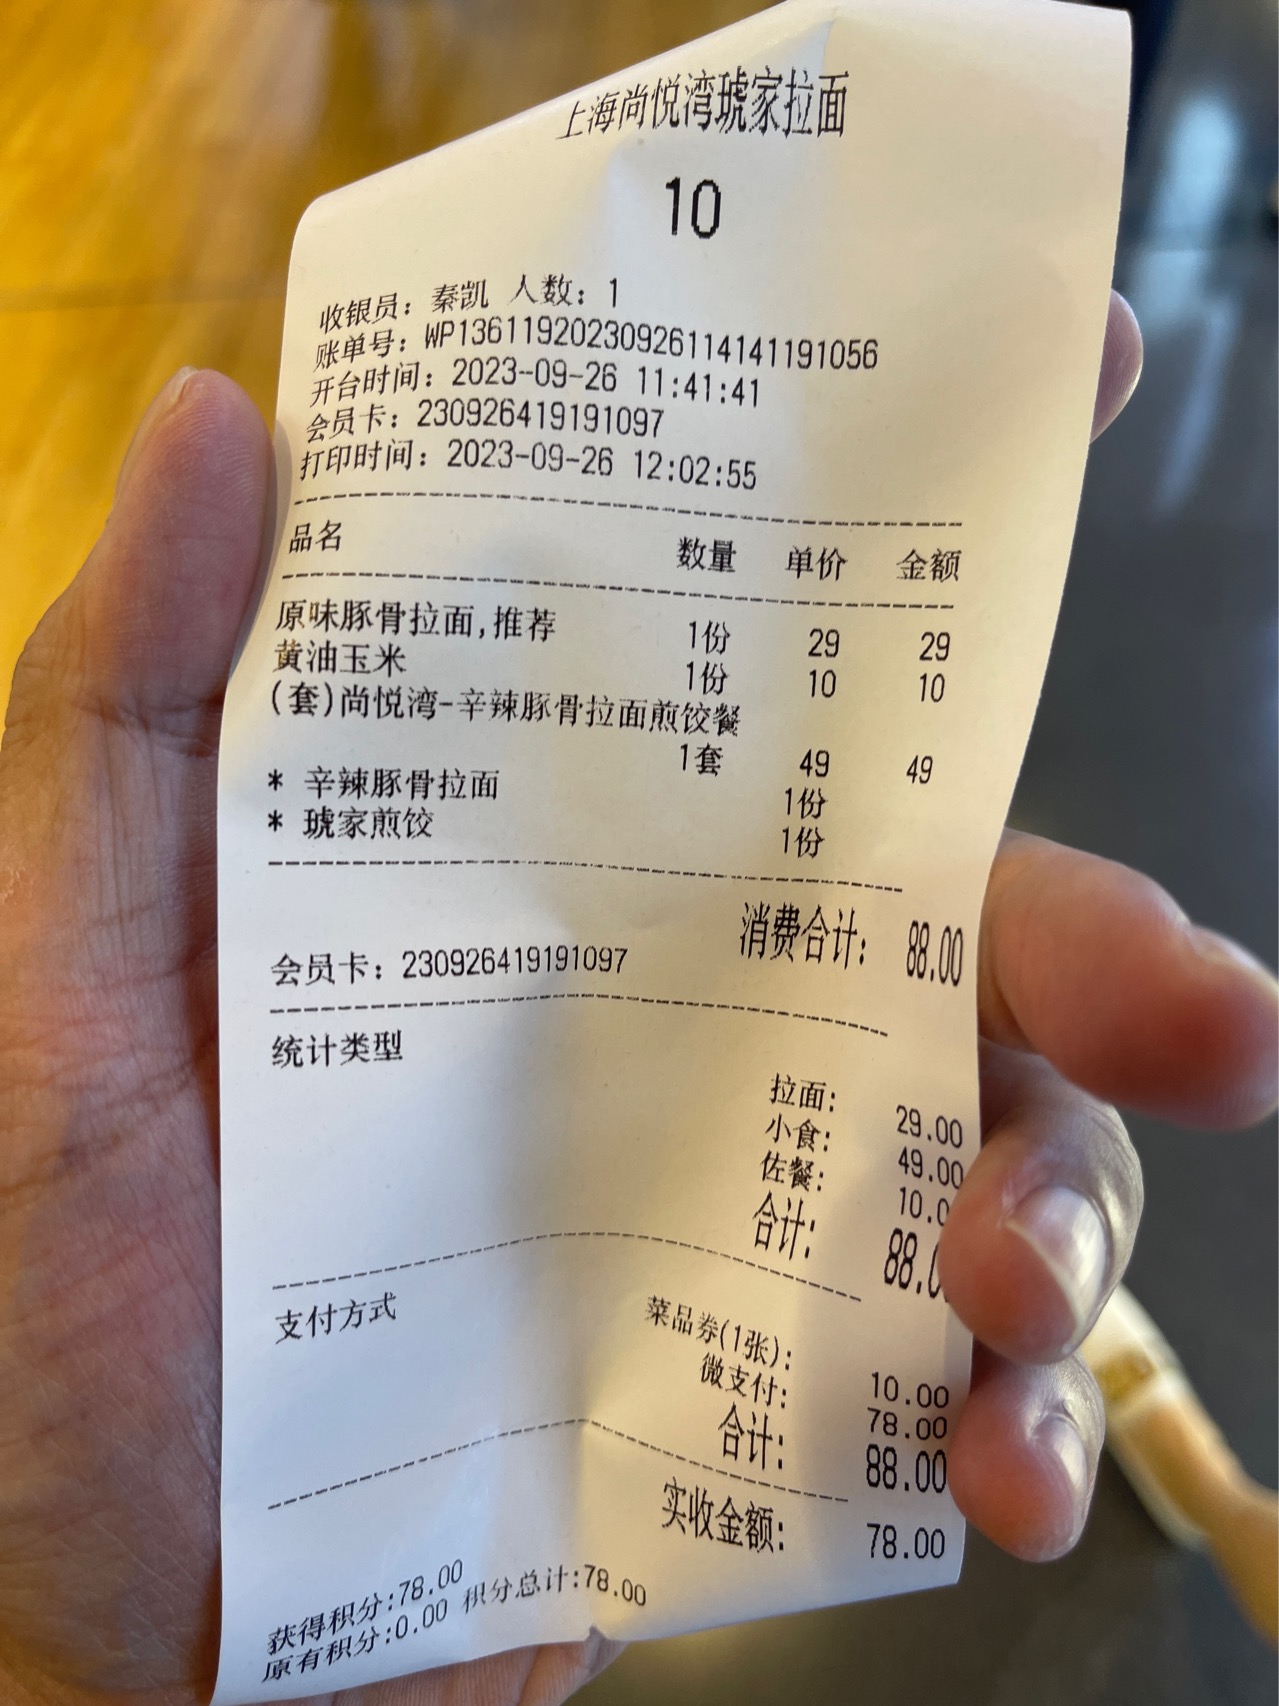 上海尚悦湾琥家拉面
10
收银员：秦凯 人数：1
账单号：WP13611920230926114141191056
开台时间：2023-09-26 11:41:41
会员卡：230926419191097
打印时间：2023-09-26 12:02:55
品名 数量 单价 金额
原味豚骨拉面,推荐 1份 29 29
黄油玉米 1份 10 10
(套)尚悦湾-辛辣豚骨拉面煎饺餐
1套 49 49
* 辛辣豚骨拉面 1份
* 琥家煎饺 1份
消费合计： 88.00
会员卡：230926419191097
统计类型
拉面： 29.00
小食： 49.00
佐餐： 10.0
合计： 88.0
支付方式
菜品券(1张)： 10.00
微支付： 78.00
合计： 88.00
实收金额： 78.00
获得积分:78.00
原有积分:0.00 积分总计:78.00